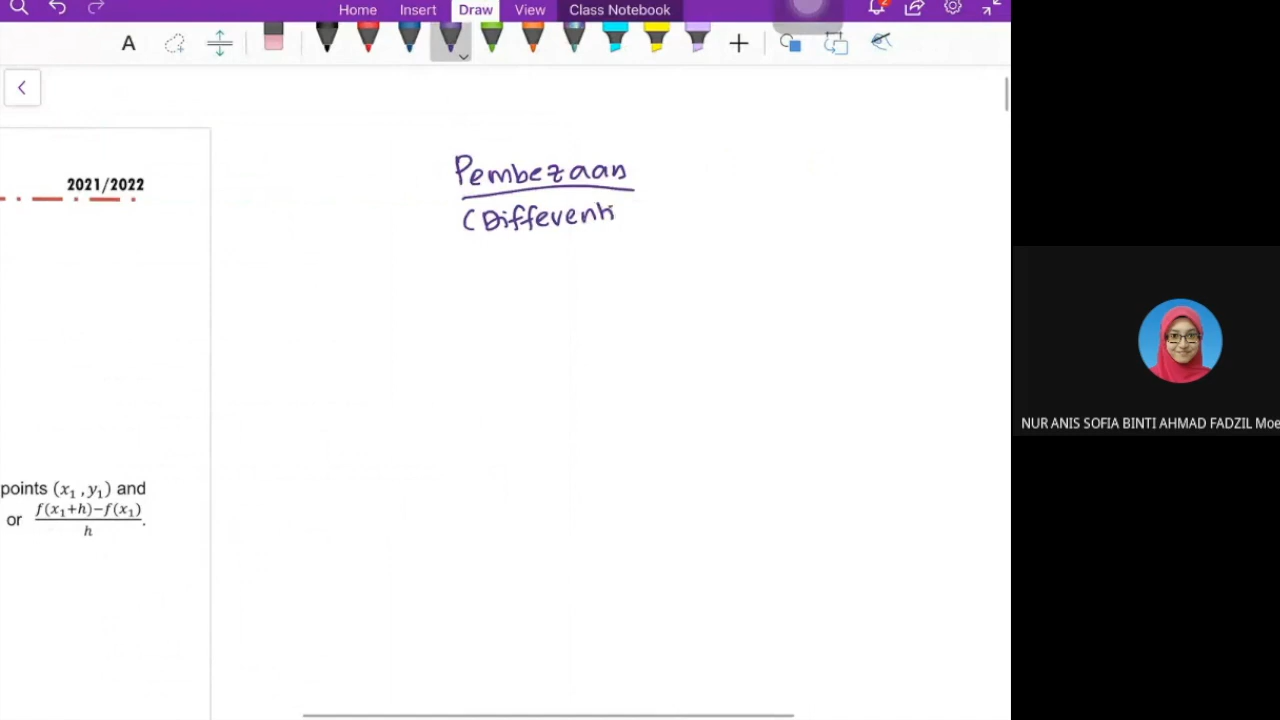 Home Insert Draw View Class Notebook
A
2021/2022
Pembezaan
(Differenti
points (x₁ , y₁) and
or f(x₁+h)−f(x₁)/h.
NUR ANIS SOFIA BINTI AHMAD FADZIL Moe